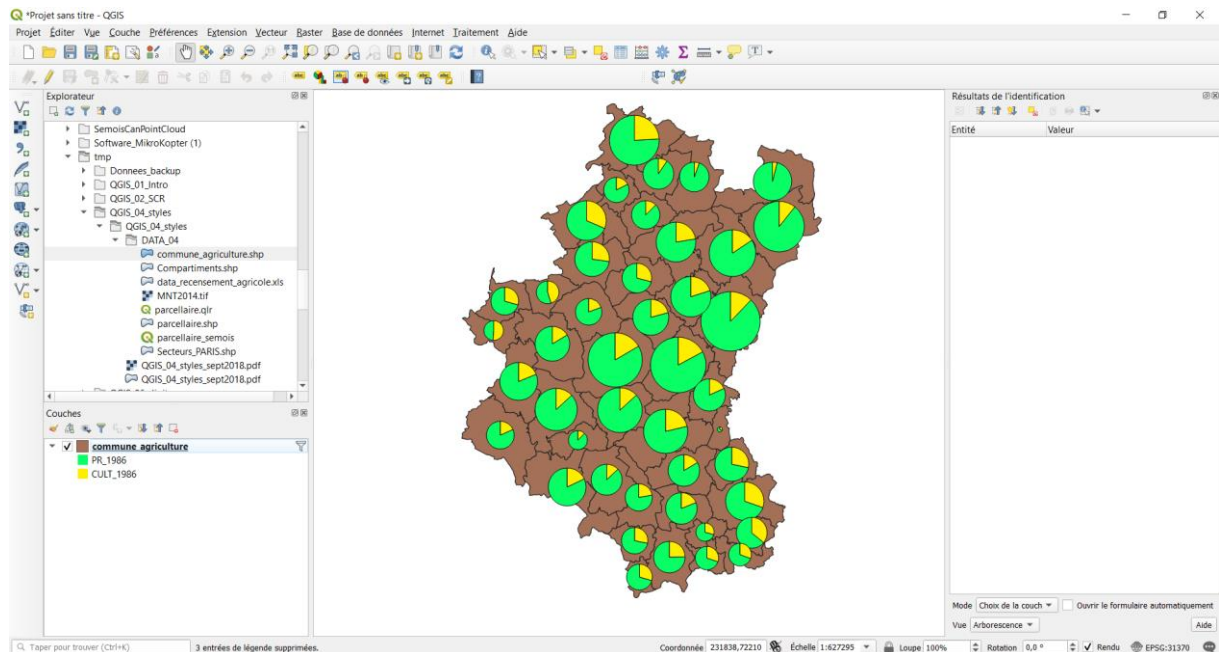 *Projet sans titre - QGIS
Projet Éditer Vue Couche Préférences Extension Vecteur Raster Base de données Internet Traitement Aide
Explorateur
SemoisCanPointCloud
Software_MikroKopter (1)
tmp
Donnees_backup
QGIS_01_Intro
QGIS_02_SCR
QGIS_04_styles
QGIS_04_styles
DATA_04
commune_agriculture.shp
Compartiments.shp
data_recensement_agricole.xls
MNT2014.tif
parcellaire.qlr
parcellaire.shp
parcellaire_semois
Secteurs_PARIS.shp
QGIS_04_styles_sept2018.pdf
QGIS_04_styles_sept2018.pdf
Couches
commune_agriculture
PR_1986
CULT_1986
Résultats de l'identification
Entité Valeur
Mode Choix de la couch Ouvrir le formulaire automatiquement
Vue Arborescence Aide
Taper pour trouver (Ctrl+K) 3 entrées de légende supprimées. Coordonnée 231838,72210 Échelle 1:627295 Loupe 100% Rotation 0,0 ° Rendu EPSG:31370